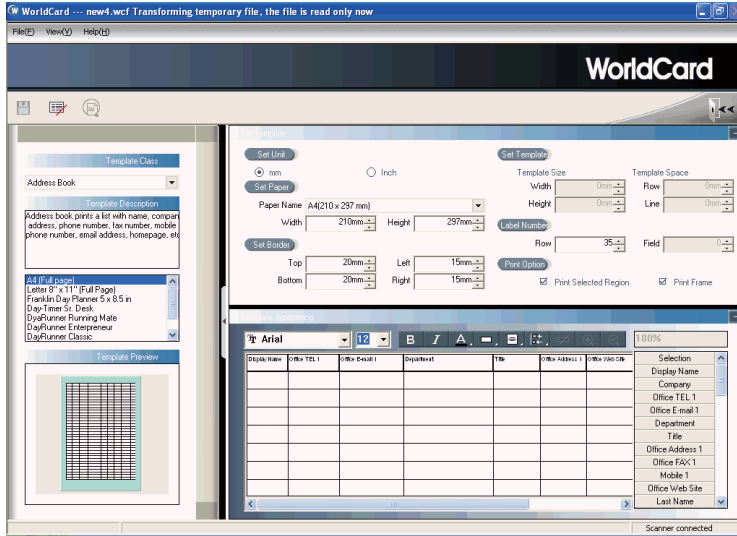 WorldCard --- new4.wcf Transforming temporary file, the file is read only now
File(F) View(V) Help(H)
WorldCard
Template Class
Address Book
Template Description
Address book prints a list with name, compan
address, phone number, fax number, mobile
phone number, email address, homepage, etc
A4 (Full page)
Letter 8" x 11" (Full Page)
Franklin Day Planner 5 x 8.5 in
Day-Timer Sr. Desk
DyaRunner Running Mate
DayRunner Enterpreneur
DayRunner Classic
Template Preview
Set Template
Set Unit
mm
Inch
Set Paper
Paper Name A4(210 x 297 mm)
Width 210mm Height 297mm
Set Border
Top 20mm Left 15mm
Bottom 20mm Right 15mm
Set Template
Template Size Template Space
Width 0mm Row 0mm
Height 0mm Line 0mm
Label Number
Row 35 Field 0
Print Option
Print Selected Region Print Frame
Arial 12 B I A 100%
Display Name Office TEL 1 Office E-mail 1 Department Title Office Address 1 Office Web Site
Selection
Display Name
Company
Office TEL 1
Office E-mail 1
Department
Title
Office Address 1
Office FAX 1
Mobile 1
Office Web Site
Last Name
Scanner connected